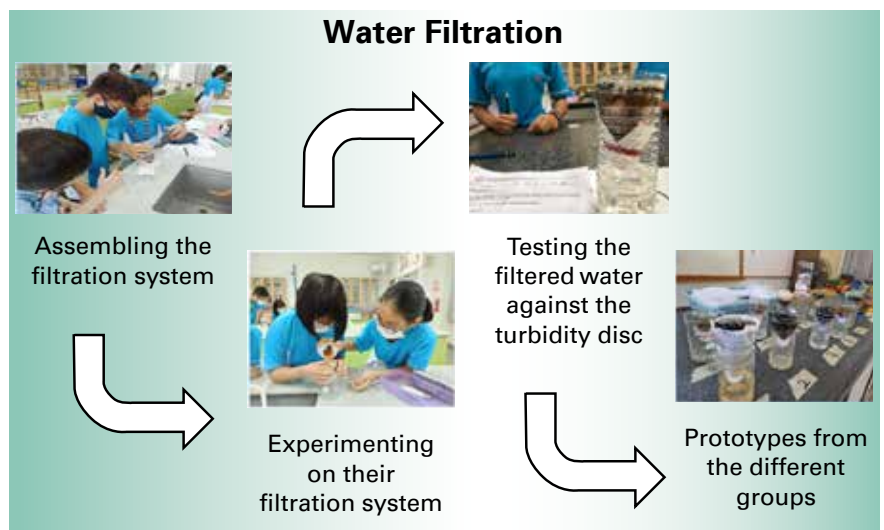 Water Filtration
Assembling the
filtration system
Experimenting
on their
filtration system
Testing the
filtered water
against the
turbidity disc
Prototypes from
the different
groups
2